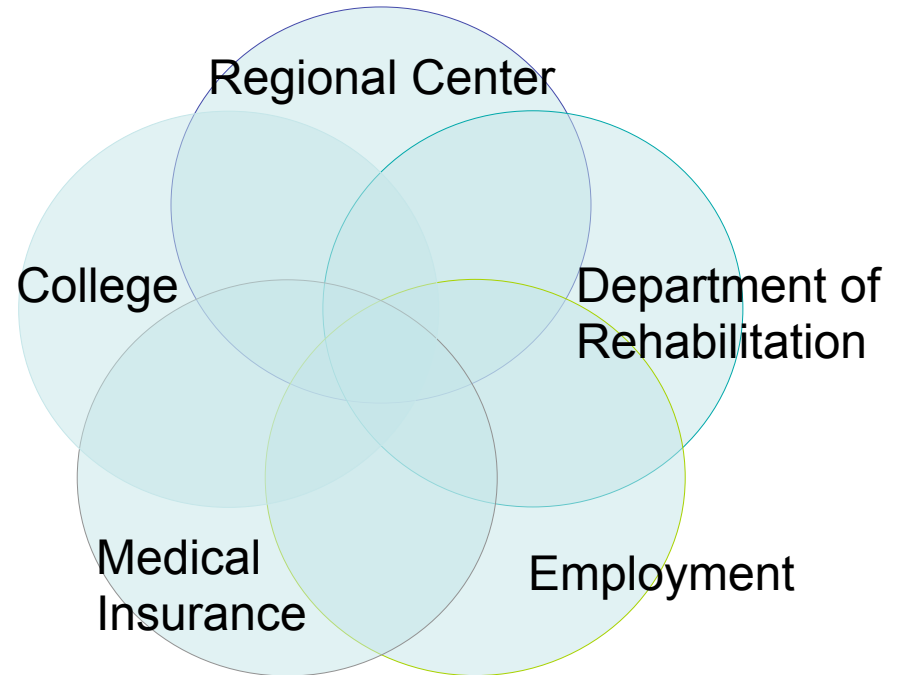 Regional Center
College
Department of
Rehabilitation
Medical
Insurance
Employment